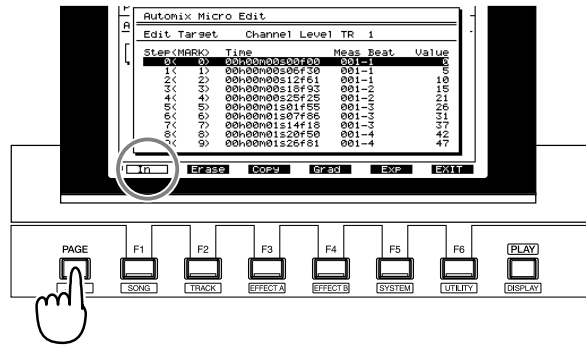 Automix Micro Edit
Edit Target Channel Level TR 1
Step(MARK) Time Meas Beat Value
0( 0) 00h00m00s00f00 001-1 0
1( 1) 00h00m00s06f30 001-1 5
2( 2) 00h00m00s12f61 001-1 10
3( 3) 00h00m00s18f93 001-2 15
4( 4) 00h00m00s25f25 001-2 21
5( 5) 00h00m01s01f55 001-3 26
6( 6) 00h00m01s07f86 001-3 31
7( 7) 00h00m01s14f18 001-3 37
8( 8) 00h00m01s20f50 001-4 42
9) 00h00m01s26f81 001-4 47
In Erase Copy Grad Exp EXIT
PAGE F1 F2 F3 F4 F5 F6 PLAY
SONG TRACK EFFECT A EFFECT B SYSTEM UTILITY DISPLAY